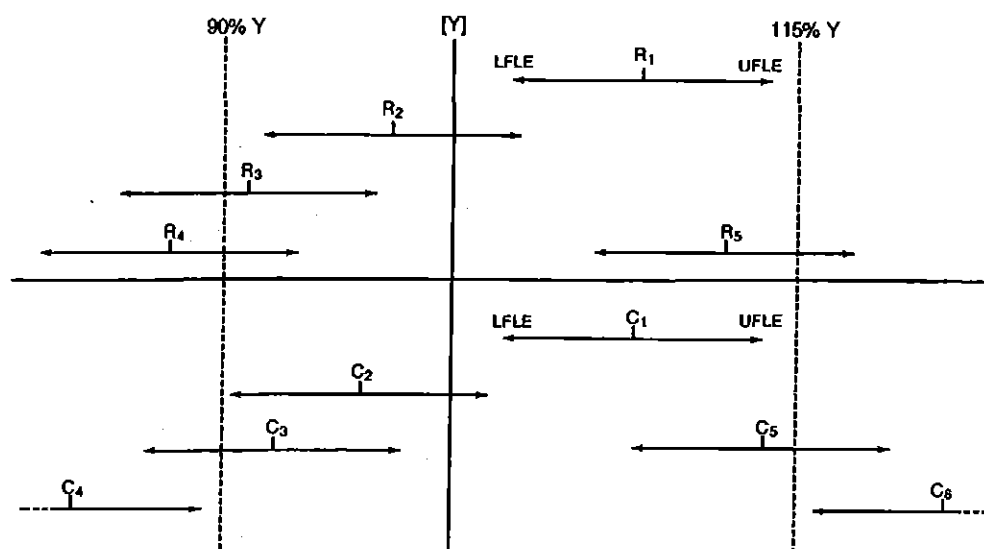 90% Y [Y] 115% Y
LFLE R1 UFLE
R2
R3
R4 R5
LFLE C1 UFLE
C2
C3 C5
C4 C6